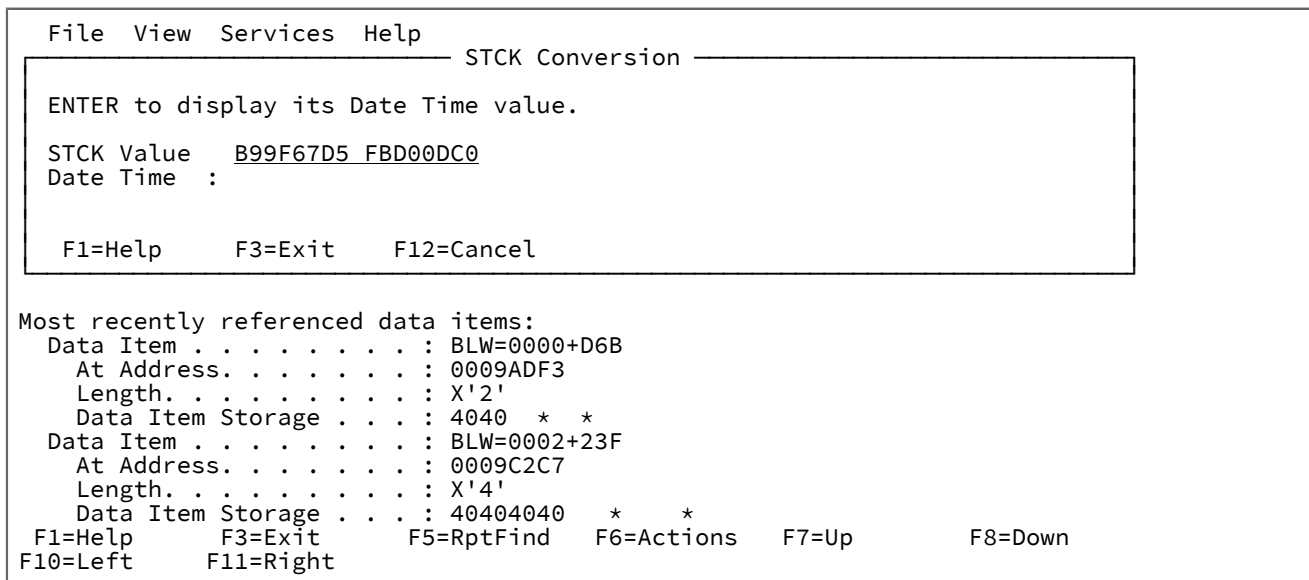 File  View  Services  Help
STCK Conversion
ENTER to display its Date Time value.
STCK Value   B99F67D5 FBD00DC0
Date Time  :
F1=Help     F3=Exit    F12=Cancel
Most recently referenced data items:
Data Item . . . . . . . . : BLW=0000+D6B
At Address. . . . . . . : 0009ADF3
Length. . . . . . . . . : X'2'
Data Item Storage . . . : 4040  *  *
Data Item . . . . . . . . : BLW=0002+23F
At Address. . . . . . . : 0009C2C7
Length. . . . . . . . . : X'4'
Data Item Storage . . . : 40404040   *    *
F1=Help      F3=Exit      F5=RptFind   F6=Actions   F7=Up        F8=Down
F10=Left     F11=Right